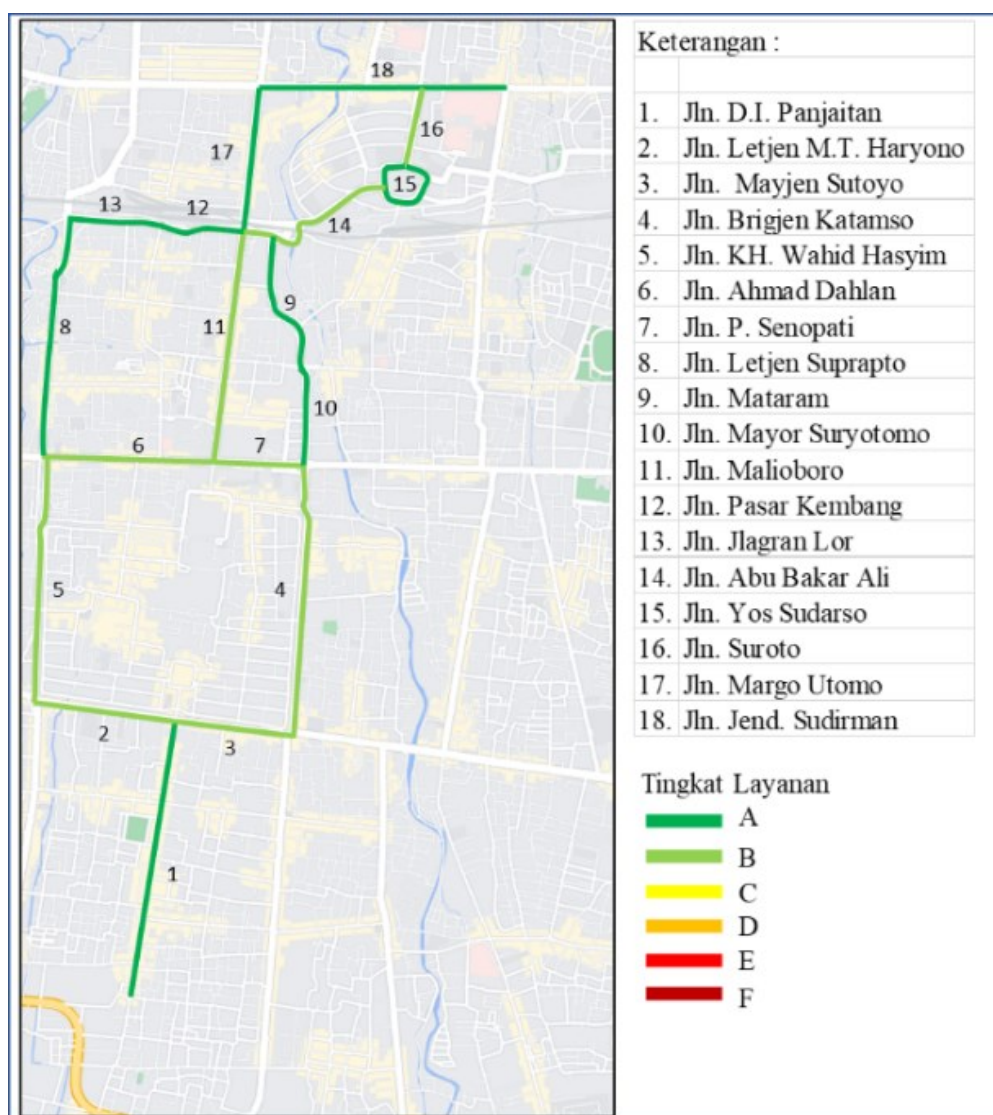 18
16
17
15
13
12
14
9
8
11
10
6
7
5
4
2
3
1
Keterangan :
1. Jln. D.I. Panjaitan
2. Jln. Letjen M.T. Haryono
3. Jln. Mayjen Sutoyo
4. Jln. Brigjen Katamso
5. Jln. KH. Wahid Hasyim
6. Jln. Ahmad Dahlan
7. Jln. P. Senopati
8. Jln. Letjen Suprapto
9. Jln. Mataram
10. Jln. Mayor Suryotomo
11. Jln. Malioboro
12. Jln. Pasar Kembang
13. Jln. Jlagran Lor
14. Jln. Abu Bakar Ali
15. Jln. Yos Sudarso
16. Jln. Suroto
17. Jln. Margo Utomo
18. Jln. Jend. Sudirman
Tingkat Layanan
A
B
C
D
E
F